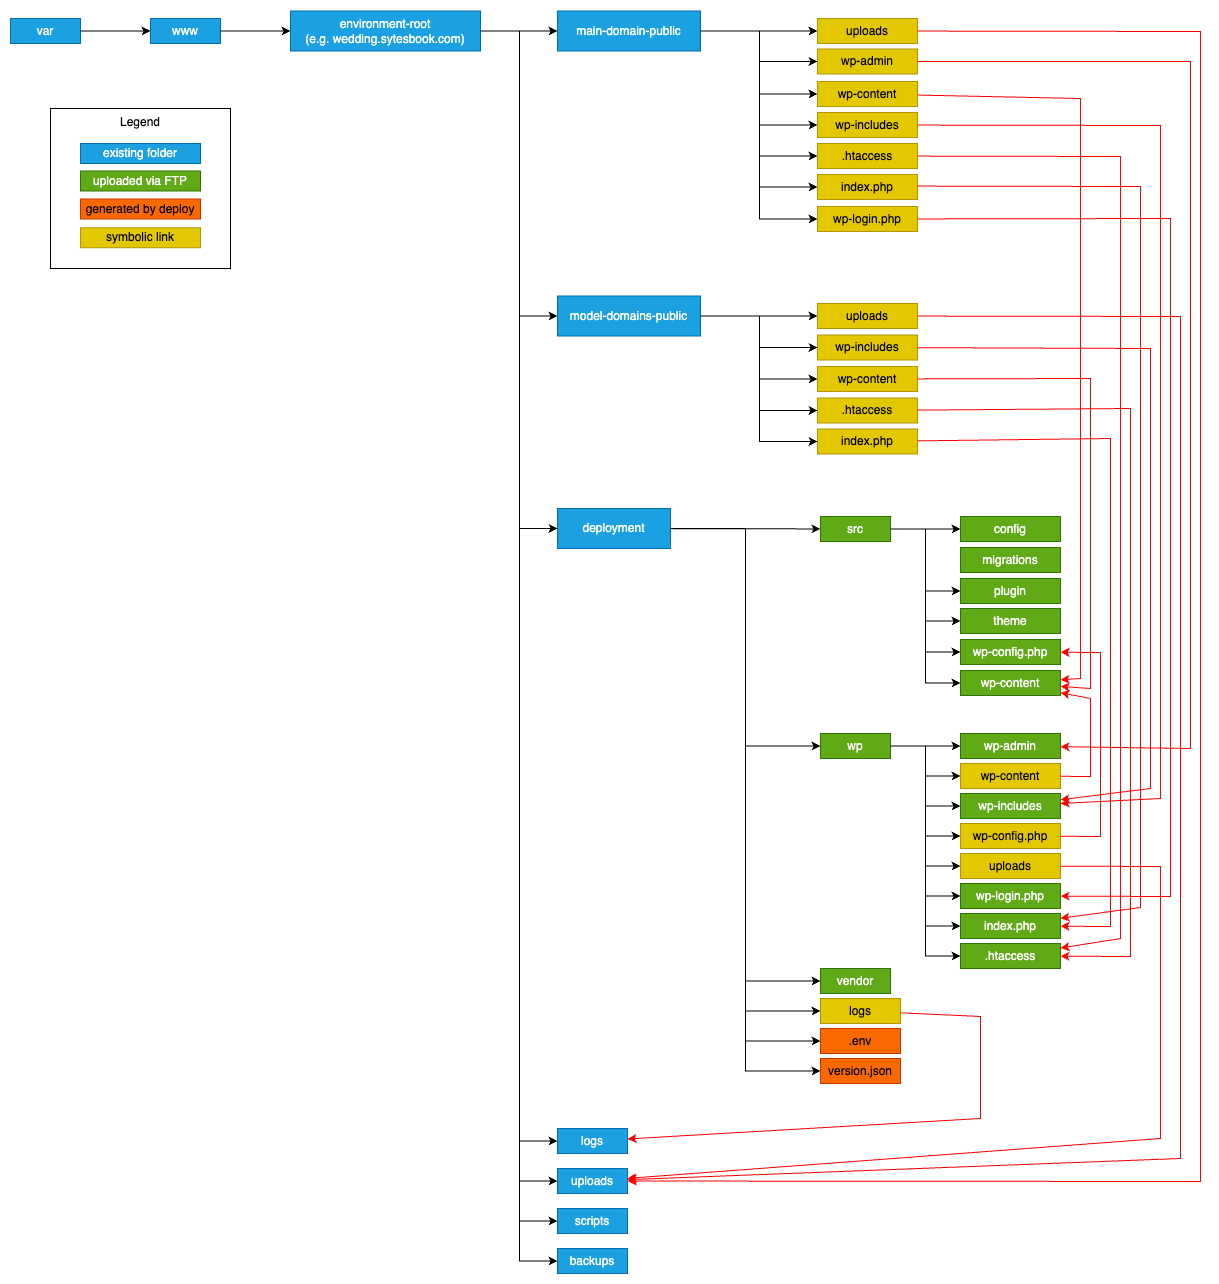 var
www
environment-root
(e.g. wedding.sytesbook.com)
main-domain-public
uploads
wp-admin
wp-content
wp-includes
.htaccess
index.php
wp-login.php
Legend
existing folder
uploaded via FTP
generated by deploy
symbolic link
model-domains-public
uploads
wp-includes
wp-content
.htaccess
index.php
deployment
src
config
migrations
plugin
theme
wp-config.php
wp-content
wp
wp-admin
wp-content
wp-includes
wp-config.php
uploads
wp-login.php
index.php
.htaccess
vendor
logs
.env
version.json
logs
uploads
scripts
backups